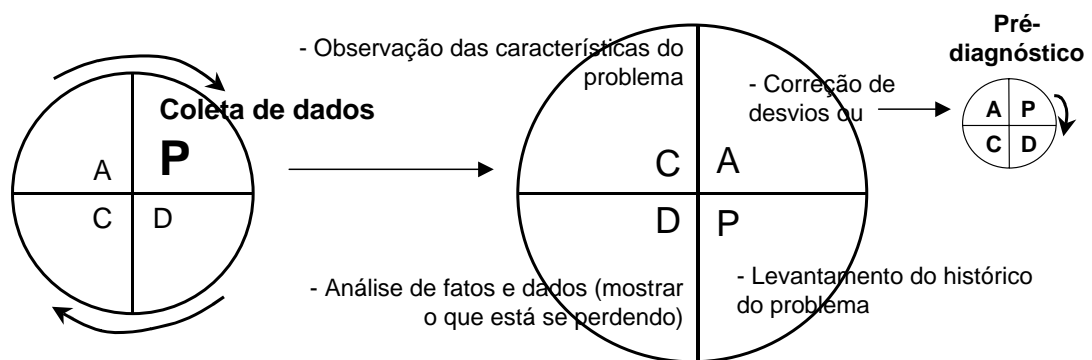 Coleta de dados
P
A
C
D
- Observação das características do
problema
C
A
D
P
- Análise de fatos e dados (mostrar
o que está se perdendo)
- Correção de
desvios ou
- Levantamento do histórico
do problema
Pré-
diagnóstico
A
P
C
D